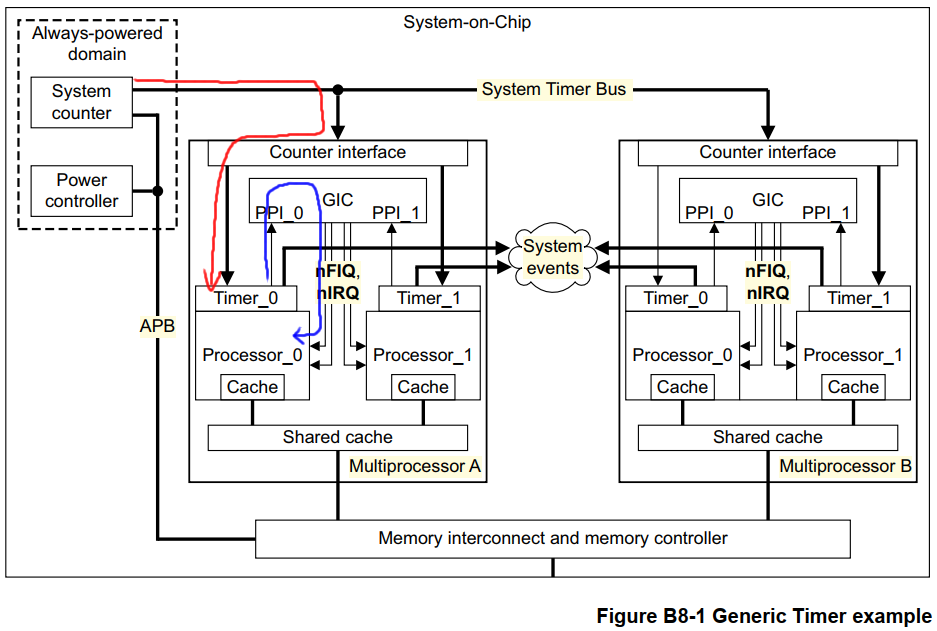 System-on-Chip
Always-powered
domain
System
counter
Power
controller
System Timer Bus
Counter interface
GIC
PPI_0
PPI_1
nFIQ,
nIRQ
Timer_0
Timer_1
Processor_0
Processor_1
Cache
Cache
Shared cache
Multiprocessor A
System
events
Counter interface
GIC
PPI_0
PPI_1
nFIQ,
nIRQ
Timer_0
Timer_1
Processor_0
Processor_1
Cache
Cache
Shared cache
Multiprocessor B
APB
Memory interconnect and memory controller
Figure B8-1 Generic Timer example